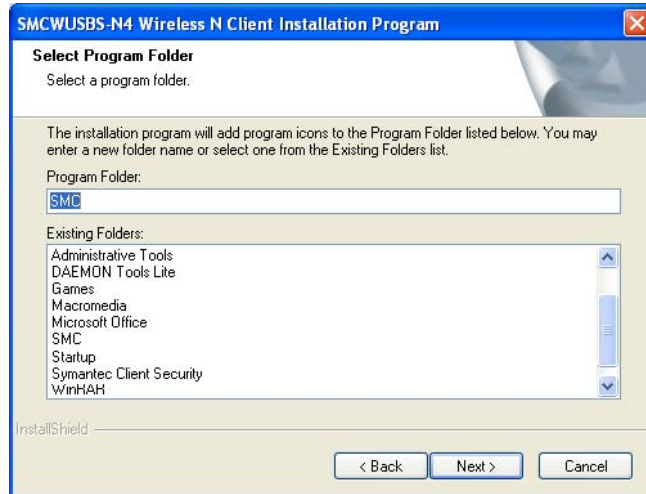 SMCWUSBS-N4 Wireless N Client Installation Program
Select Program Folder
Select a program folder.
The installation program will add program icons to the Program Folder listed below. You may
enter a new folder name or select one from the Existing Folders list.
Program Folder:
SMC
Existing Folders:
Administrative Tools
DAEMON Tools Lite
Games
Macromedia
Microsoft Office
SMC
Startup
Symantec Client Security
WinRAR
InstallShield
< Back
Next >
Cancel